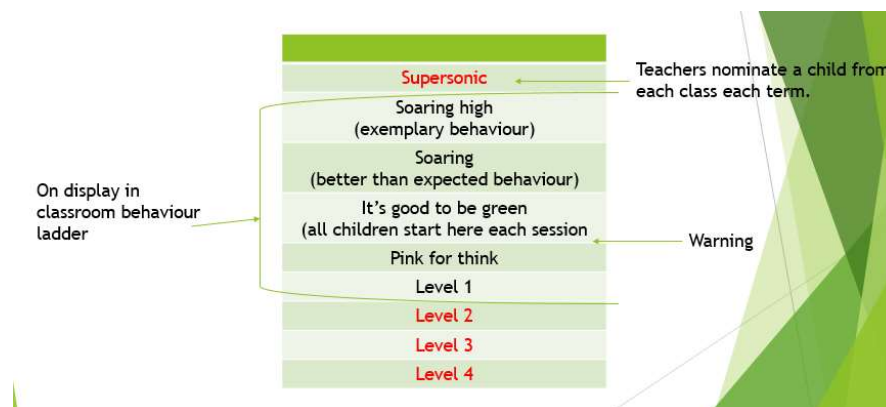 Supersonic
Teachers nominate a child from
each class each term.
Soaring high
(exemplary behaviour)
Soaring
(better than expected behaviour)
On display in
classroom behaviour
ladder
It's good to be green
(all children start here each session
Warning
Pink for think
Level 1
Level 2
Level 3
Level 4